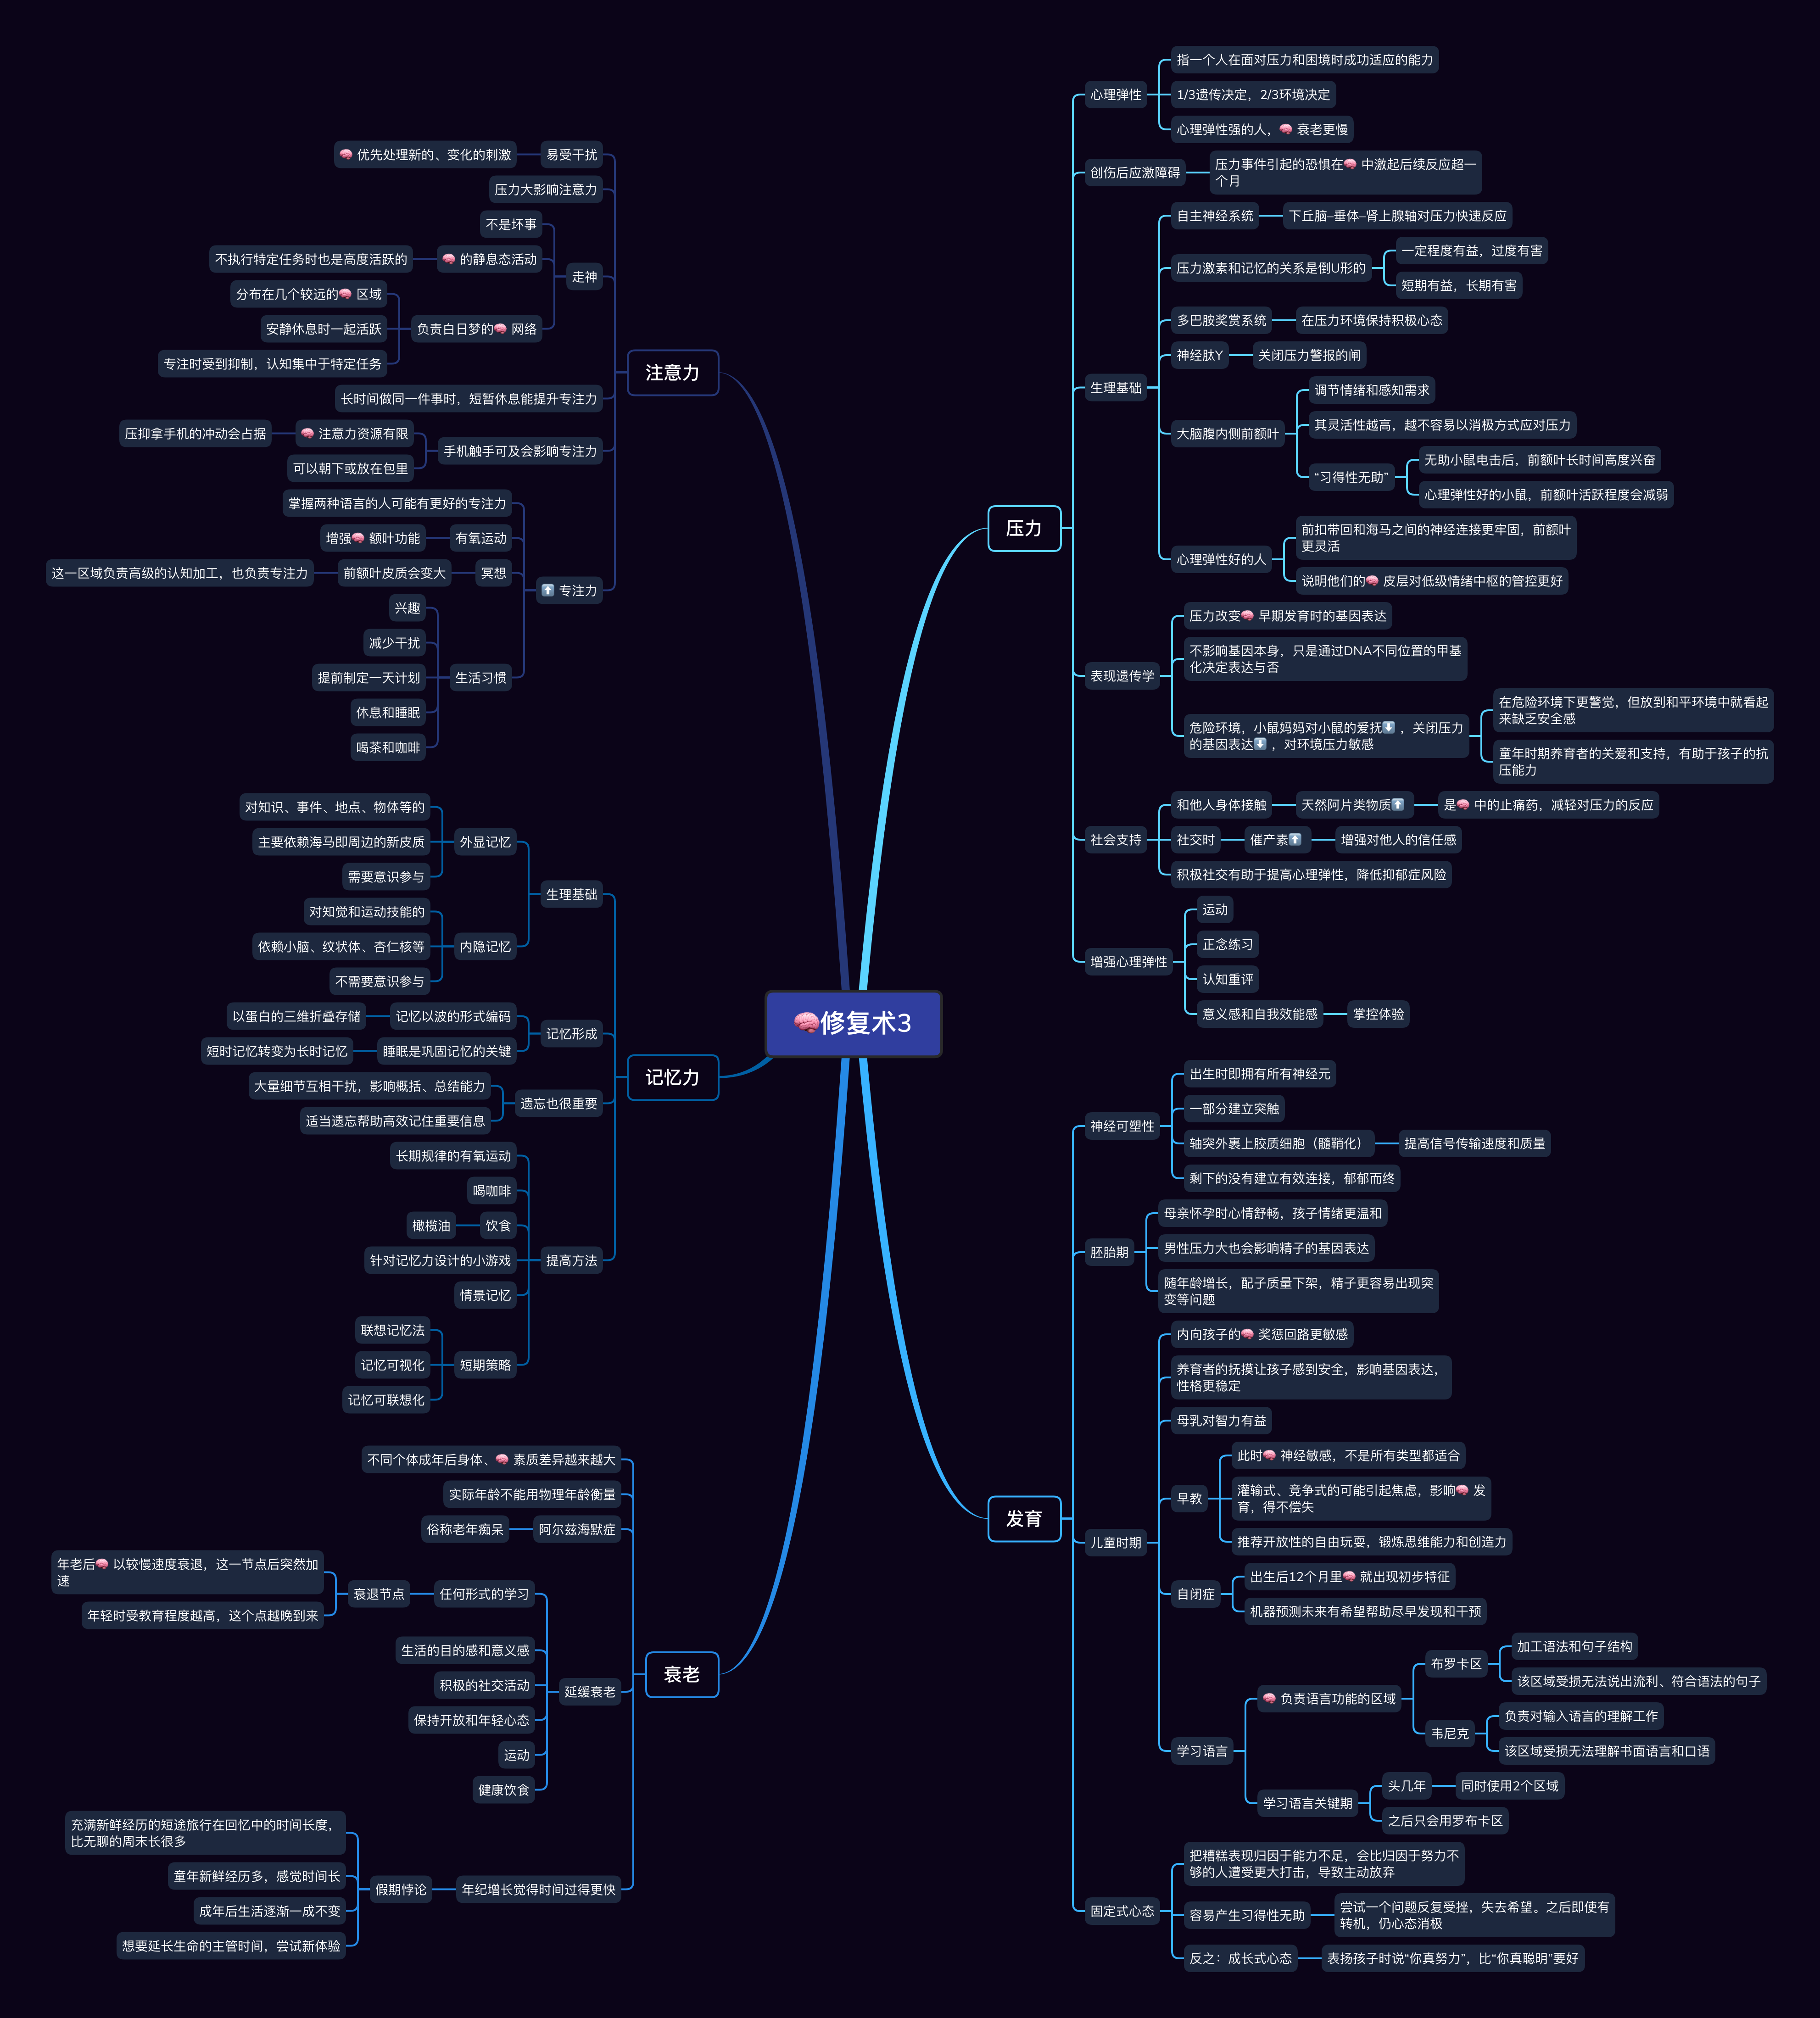 🧠修复术3
压力
心理弹性
指一个人在面对压力和困境时成功适应的能力
1/3遗传决定，2/3环境决定
心理弹性强的人，🧠 衰老更慢
创伤后应激障碍
压力事件引起的恐惧在🧠 中激起后续反应超一
个月
生理基础
自主神经系统
下丘脑–垂体–肾上腺轴对压力快速反应
压力激素和记忆的关系是倒U形的
一定程度有益，过度有害
短期有益，长期有害
多巴胺奖赏系统
在压力环境保持积极心态
神经肽Y
关闭压力警报的闸
大脑腹内侧前额叶
调节情绪和感知需求
其灵活性越高，越不容易以消极方式应对压力
“习得性无助”
无助小鼠电击后，前额叶长时间高度兴奋
心理弹性好的小鼠，前额叶活跃程度会减弱
心理弹性好的人
前扣带回和海马之间的神经连接更牢固，前额叶
更灵活
说明他们的🧠 皮层对低级情绪中枢的管控更好
表现遗传学
压力改变🧠 早期发育时的基因表达
不影响基因本身，只是通过DNA不同位置的甲基
化决定表达与否
危险环境，小鼠妈妈对小鼠的爱抚⬇️ ，关闭压力
的基因表达⬇️ ，对环境压力敏感
在危险环境下更警觉，但放到和平环境中就看起
来缺乏安全感
童年时期养育者的关爱和支持，有助于孩子的抗
压能力
社会支持
和他人身体接触
天然阿片类物质⬆️
是🧠 中的止痛药，减轻对压力的反应
社交时
催产素⬆️
增强对他人的信任感
积极社交有助于提高心理弹性，降低抑郁症风险
增强心理弹性
运动
正念练习
认知重评
意义感和自我效能感
掌控体验
发育
神经可塑性
出生时即拥有所有神经元
一部分建立突触
轴突外裹上胶质细胞（髓鞘化）
提高信号传输速度和质量
剩下的没有建立有效连接，郁郁而终
胚胎期
母亲怀孕时心情舒畅，孩子情绪更温和
男性压力大也会影响精子的基因表达
随年龄增长，配子质量下架，精子更容易出现突
变等问题
儿童时期
内向孩子的🧠 奖惩回路更敏感
养育者的抚摸让孩子感到安全，影响基因表达，
性格更稳定
母乳对智力有益
早教
此时🧠 神经敏感，不是所有类型都适合
灌输式、竞争式的可能引起焦虑，影响🧠 发
育，得不偿失
推荐开放性的自由玩耍，锻炼思维能力和创造力
自闭症
出生后12个月里🧠 就出现初步特征
机器预测未来有希望帮助尽早发现和干预
学习语言
🧠 负责语言功能的区域
布罗卡区
加工语法和句子结构
该区域受损无法说出流利、符合语法的句子
韦尼克
负责对输入语言的理解工作
该区域受损无法理解书面语言和口语
学习语言关键期
头几年
同时使用2个区域
之后只会用罗布卡区
固定式心态
把糟糕表现归因于能力不足，会比归因于努力不
够的人遭受更大打击，导致主动放弃
容易产生习得性无助
尝试一个问题反复受挫，失去希望。之后即使有
转机，仍心态消极
反之：成长式心态
表扬孩子时说“你真努力”，比“你真聪明”要好
注意力
易受干扰
🧠 优先处理新的、变化的刺激
压力大影响注意力
走神
不是坏事
🧠 的静息态活动
不执行特定任务时也是高度活跃的
负责白日梦的🧠 网络
分布在几个较远的🧠 区域
安静休息时一起活跃
专注时受到抑制，认知集中于特定任务
长时间做同一件事时，短暂休息能提升专注力
手机触手可及会影响专注力
🧠 注意力资源有限
压抑拿手机的冲动会占据
可以朝下或放在包里
⬆️ 专注力
掌握两种语言的人可能有更好的专注力
有氧运动
增强🧠 额叶功能
冥想
前额叶皮质会变大
这一区域负责高级的认知加工，也负责专注力
生活习惯
兴趣
减少干扰
提前制定一天计划
休息和睡眠
喝茶和咖啡
记忆力
生理基础
外显记忆
对知识、事件、地点、物体等的
主要依赖海马即周边的新皮质
需要意识参与
内隐记忆
对知觉和运动技能的
依赖小脑、纹状体、杏仁核等
不需要意识参与
记忆形成
记忆以波的形式编码
以蛋白的三维折叠存储
睡眠是巩固记忆的关键
短时记忆转变为长时记忆
遗忘也很重要
大量细节互相干扰，影响概括、总结能力
适当遗忘帮助高效记住重要信息
提高方法
长期规律的有氧运动
喝咖啡
饮食
橄榄油
针对记忆力设计的小游戏
情景记忆
短期策略
联想记忆法
记忆可视化
记忆可联想化
衰老
不同个体成年后身体、🧠 素质差异越来越大
实际年龄不能用物理年龄衡量
阿尔兹海默症
俗称老年痴呆
延缓衰老
任何形式的学习
衰退节点
年老后🧠 以较慢速度衰退，这一节点后突然加
速
年轻时受教育程度越高，这个点越晚到来
生活的目的感和意义感
积极的社交活动
保持开放和年轻心态
运动
健康饮食
年纪增长觉得时间过得更快
假期悖论
充满新鲜经历的短途旅行在回忆中的时间长度，
比无聊的周末长很多
童年新鲜经历多，感觉时间长
成年后生活逐渐一成不变
想要延长生命的主管时间，尝试新体验